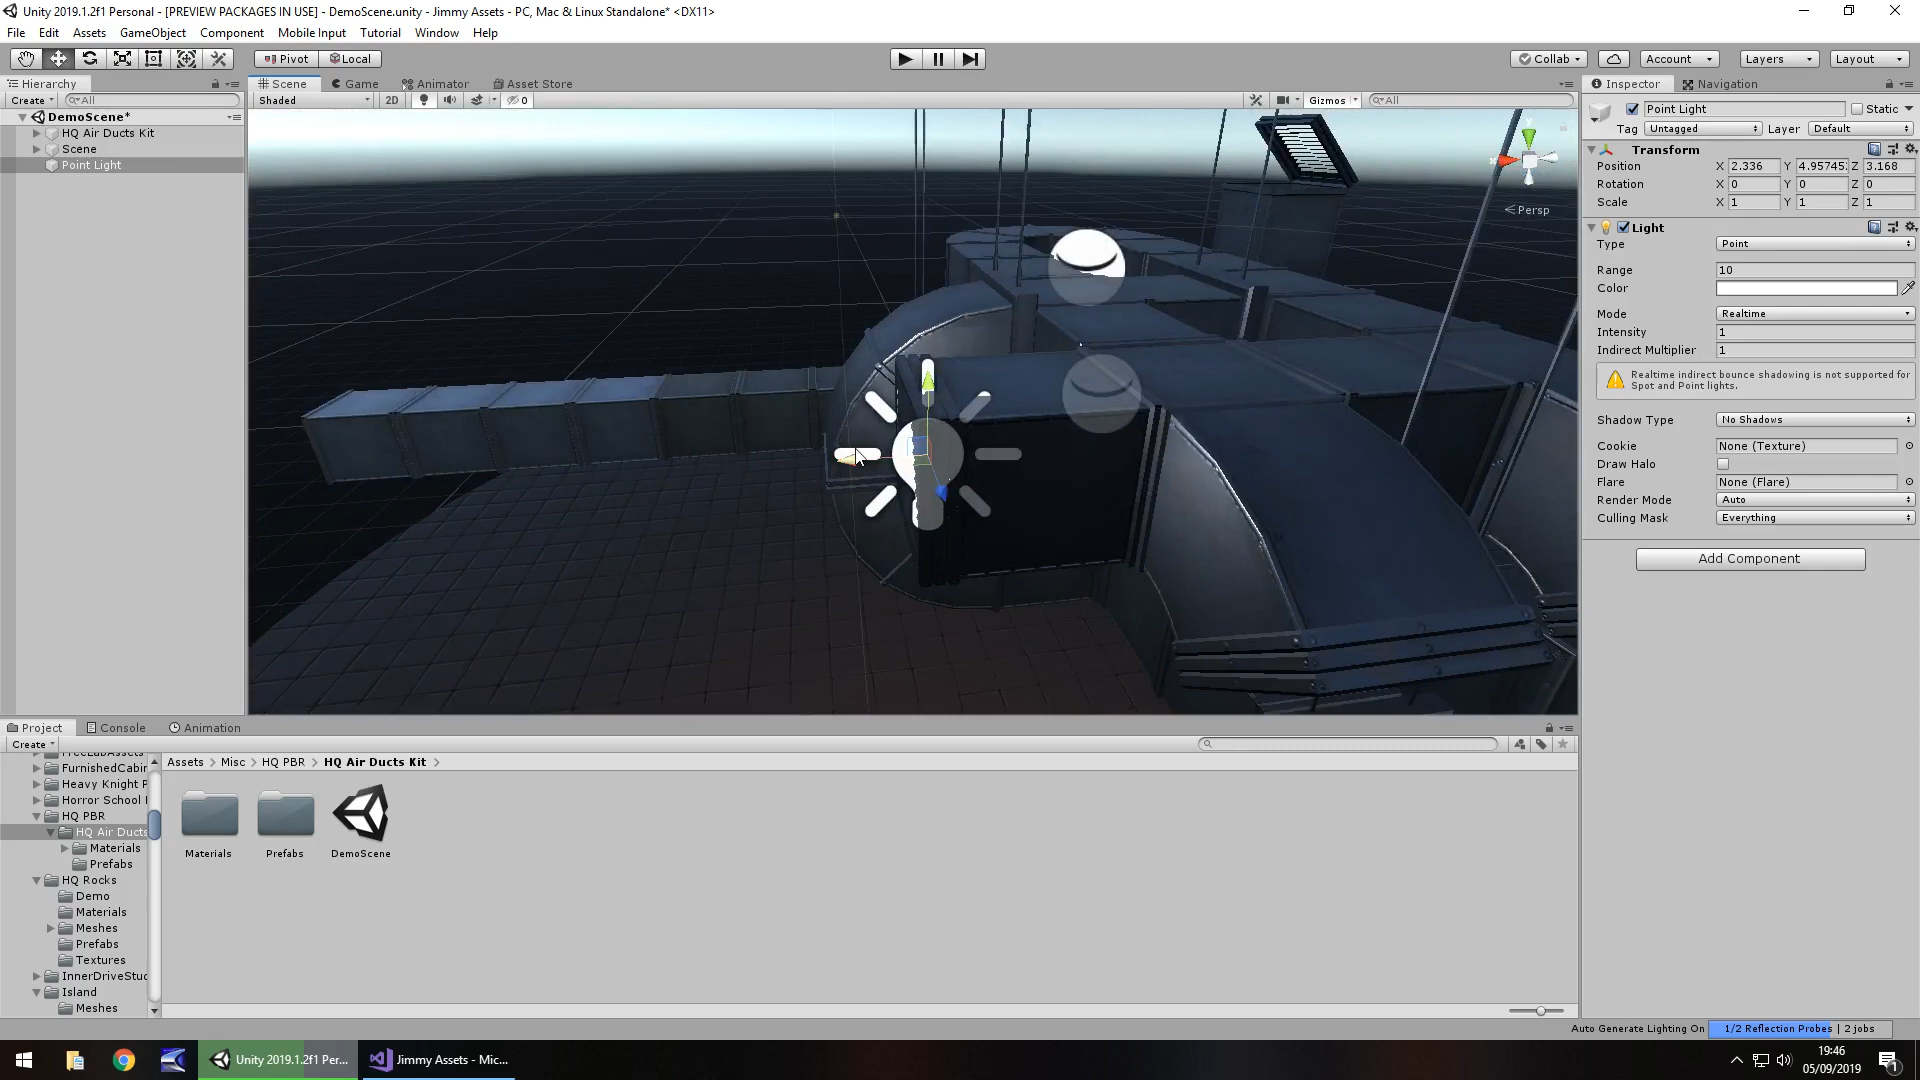 Unity 2019.1.2f1 Personal - [PREVIEW PACKAGES IN USE] - DemoScene.unity - Jimmy Assets - PC, Mac & Linux Standalone* <DX11>
File Edit Assets GameObject Component Mobile Input Tutorial Window Help
Pivot Local Collab Account Layers Layout
Hierarchy Scene Game Animator Asset Store Inspector Navigation
Create All Shaded 2D 0 Gizmos All
Point Light Static
DemoScene*
Tag Untagged Layer Default
HQ Air Ducts Kit
Scene
Point Light
Transform
Position X 2.336 Y 4.95745 Z 3.168
Rotation X 0 Y 0 Z 0
Scale X 1 Y 1 Z 1
y
x
Persp
Light
Type Point
Range 10
Color
Mode Realtime
Intensity 1
Indirect Multiplier 1
Realtime indirect bounce shadowing is not supported for
Spot and Point lights.
Shadow Type No Shadows
Cookie None (Texture)
Draw Halo
Flare None (Flare)
Render Mode Auto
Culling Mask Everything
Add Component
Project Console Animation
Create
FreeLabAssets
FurnishedCabin
Heavy Knight P
Horror School
HQ PBR
HQ Air Ducts
Materials
Prefabs
HQ Rocks
Demo
Materials
Meshes
Prefabs
Textures
InnerDriveStud
Island
Meshes
Assets > Misc > HQ PBR > HQ Air Ducts Kit >
Materials Prefabs DemoScene
Auto Generate Lighting On 1/2 Reflection Probes | 2 jobs
Unity 2019.1.2f1 Per... Jimmy Assets - Mic...
19:46
05/09/2019
1